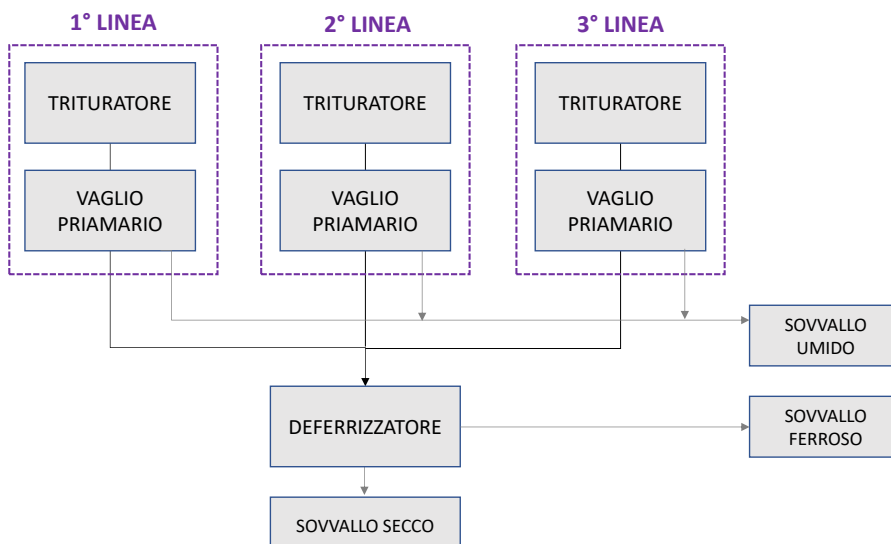 1° LINEA
2° LINEA
3° LINEA
TRITURATORE
TRITURATORE
TRITURATORE
VAGLIO
PRIAMARIO
VAGLIO
PRIAMARIO
VAGLIO
PRIAMARIO
SOVVALLO
UMIDO
DEFERRIZZATORE
SOVVALLO
FERROSO
SOVVALLO SECCO